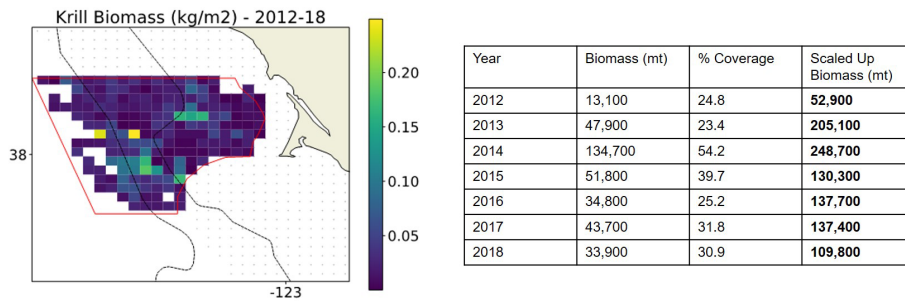 Krill Biomass (kg/m2) - 2012-18
0.20
0.15
0.10
0.05
38
-123
Year Biomass (mt) % Coverage Scaled Up
Biomass (mt)
2012 13,100 24.8 52,900
2013 47,900 23.4 205,100
2014 134,700 54.2 248,700
2015 51,800 39.7 130,300
2016 34,800 25.2 137,700
2017 43,700 31.8 137,400
2018 33,900 30.9 109,800